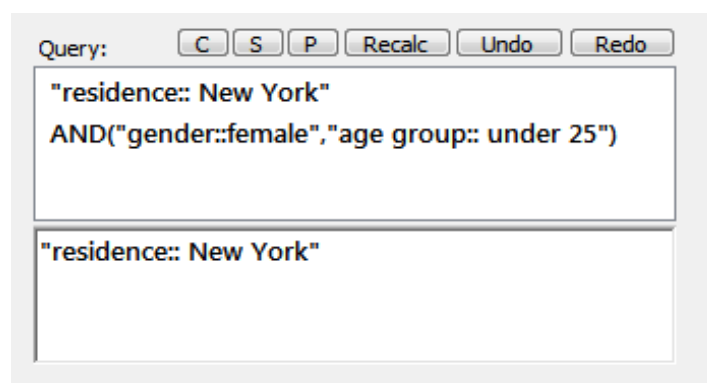 Query: C S P Recalc Undo Redo
"residence:: New York"
AND("gender::female","age group:: under 25")
"residence:: New York"